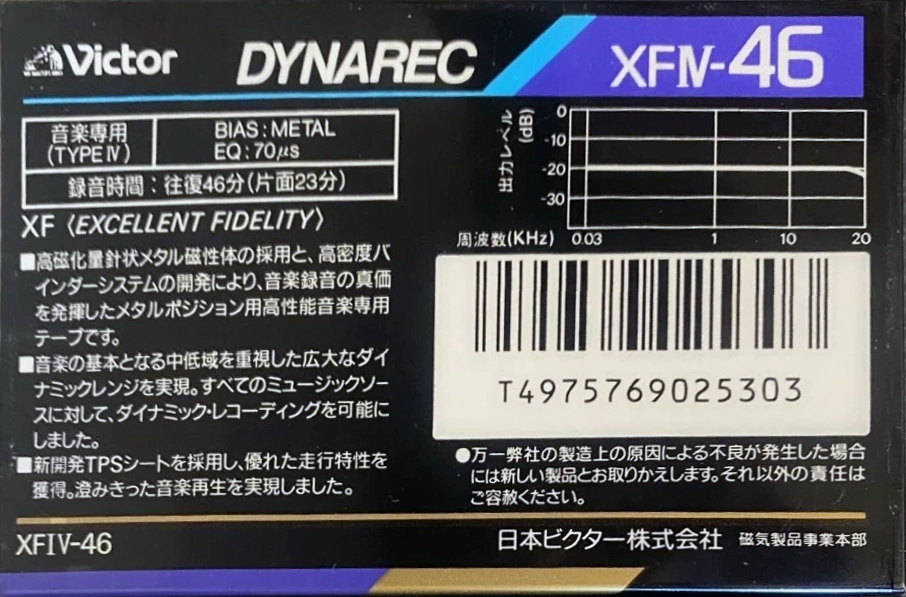 Victor DYNAREC XFⅣ-46
音楽専用
(TYPE Ⅳ)
BIAS:METAL
EQ:70μs
録音時間:往復46分(片面23分)
XF〈EXCELLENT FIDELITY〉
■高磁化量針状メタル磁性体の採用と、高密度バ
インダーシステムの開発により、音楽録音の真価
を発揮したメタルポジション用高性能音楽専用
テープです。
■音楽の基本となる中低域を重視した広大なダイ
ナミックレンジを実現。すべてのミュージックソー
スに対して、ダイナミック・レコーディングを可能に
しました。
■新開発TPSシートを採用し、優れた走行特性を
獲得。澄みきった音楽再生を実現しました。
出力レベル(dB)
0
-10
-20
-30
周波数(KHz) 0.03 1 10 20
T4975769025303
●万一弊社の製造上の原因による不良が発生した場合
には新しい製品とお取りかえします。それ以外の責任は
ご容赦ください。
XFIV-46
日本ビクター株式会社 磁気製品事業本部